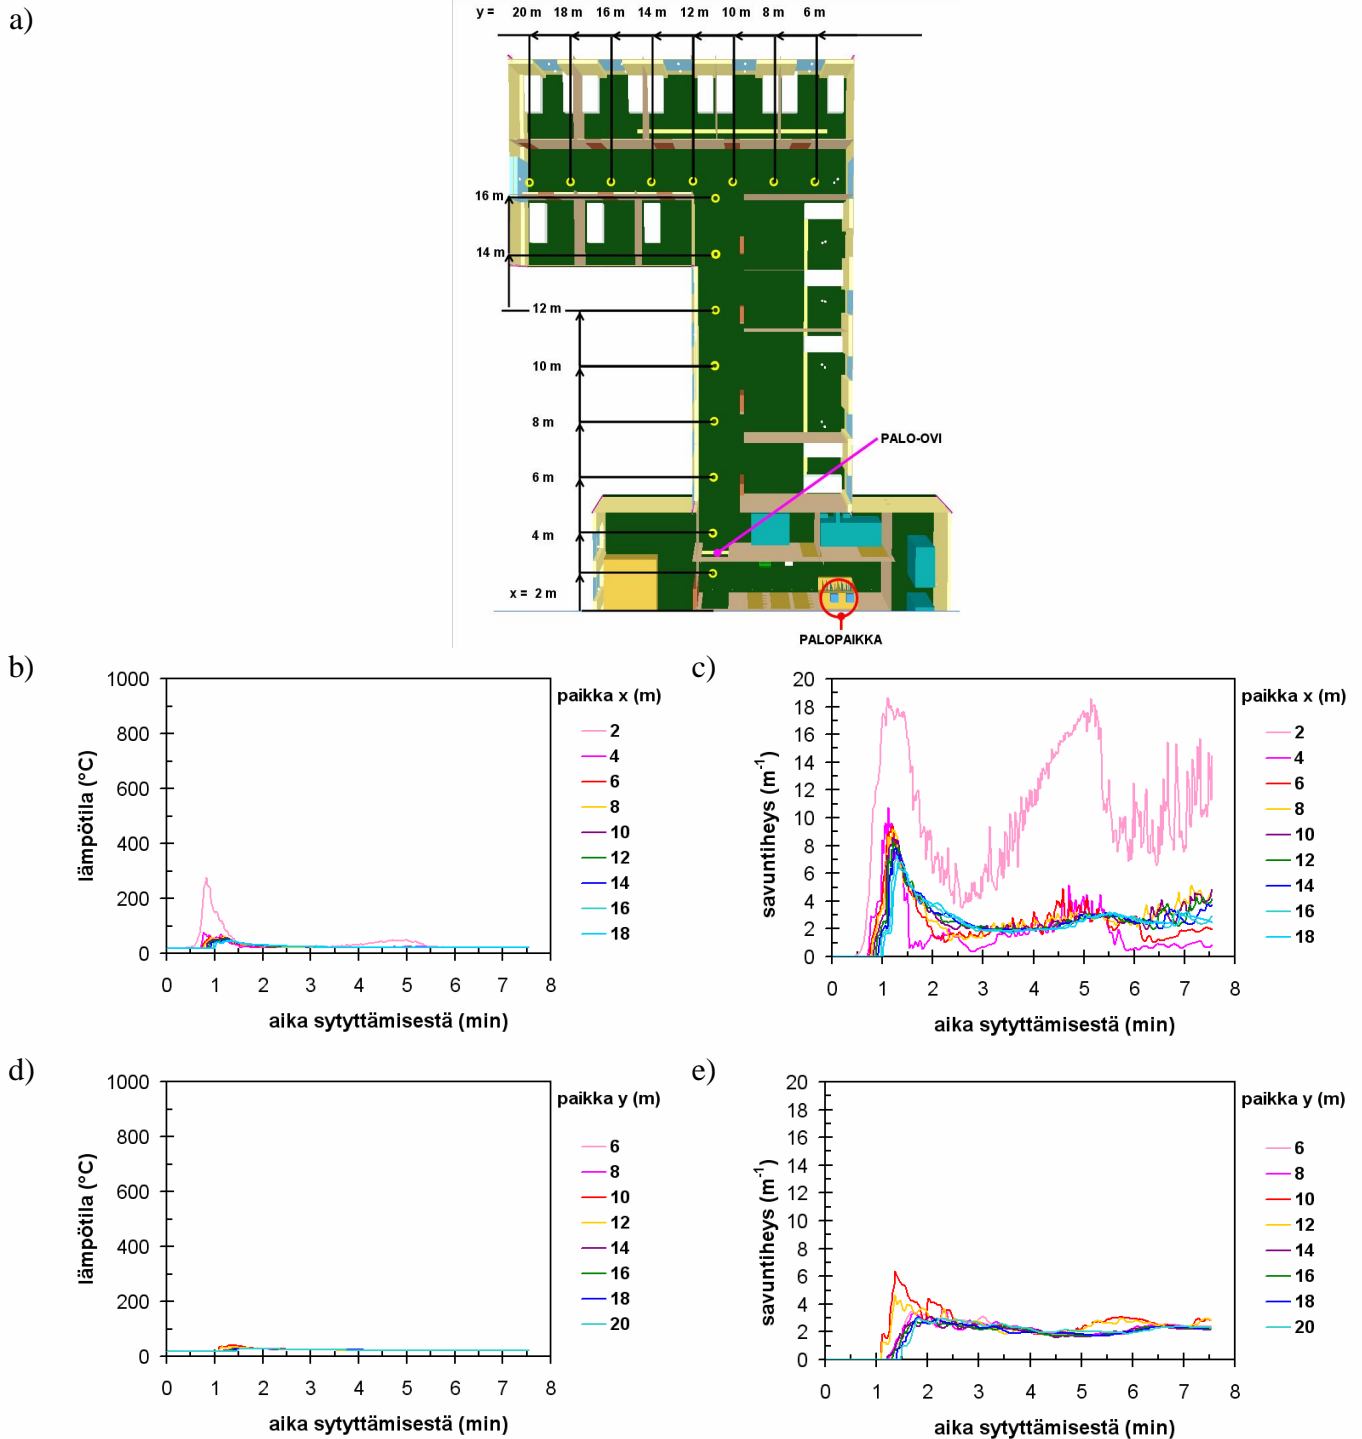 a)
y = 20 m 18 m 16 m 14 m 12 m 10 m 8 m 6 m
16 m
14 m
12 m
10 m
8 m
PALO-OVI
6 m
4 m
x = 2 m
PALOPAIKKA
b)
1000
800
600
400
200
0
0 1 2 3 4 5 6 7 8
lämpötila (°C)
aika sytyttämisestä (min)
paikka x (m)
2
4
6
8
10
12
14
16
18
c)
20
18
16
14
12
10
8
6
4
2
0
0 1 2 3 4 5 6 7 8
savuntiheys (m⁻¹)
aika sytyttämisestä (min)
paikka x (m)
2
4
6
8
10
12
14
16
18
d)
1000
800
600
400
200
0
0 1 2 3 4 5 6 7 8
lämpötila (°C)
aika sytyttämisestä (min)
paikka y (m)
6
8
10
12
14
16
18
20
e)
20
18
16
14
12
10
8
6
4
2
0
0 1 2 3 4 5 6 7 8
savuntiheys (m⁻¹)
aika sytyttämisestä (min)
paikka y (m)
6
8
10
12
14
16
18
20